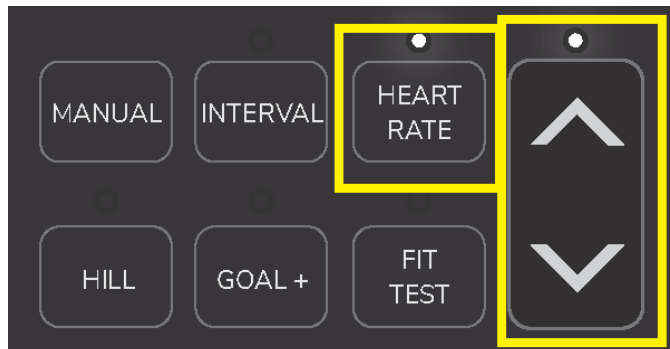 MANUAL
INTERVAL
HEART
RATE
HILL
GOAL +
FIT
TEST